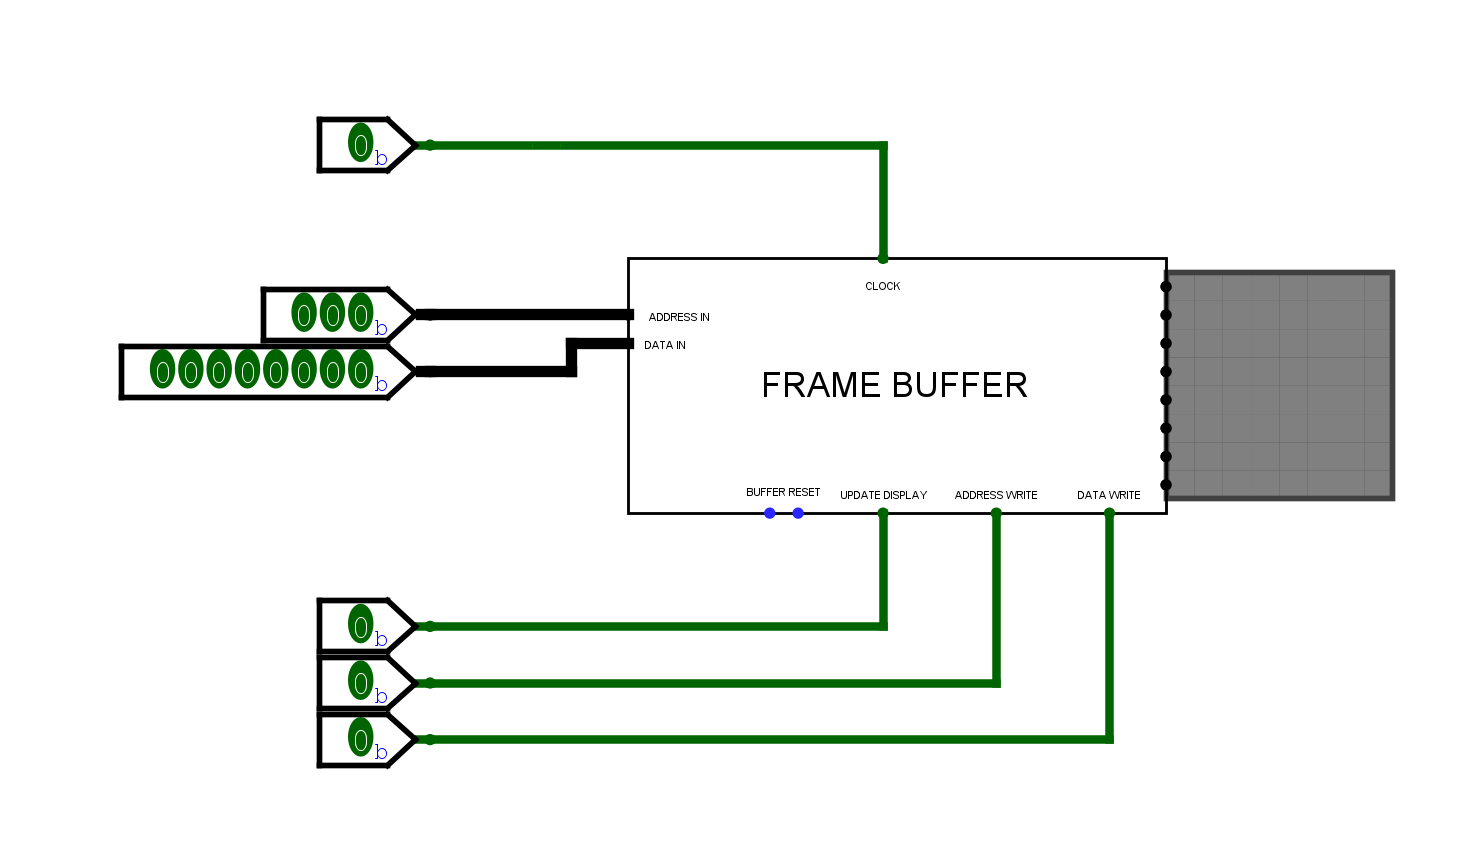 0 b
CLOCK
000 b
ADDRESS IN
00000000 b
DATA IN
FRAME BUFFER
BUFFER RESET
UPDATE DISPLAY
ADDRESS WRITE
DATA WRITE
0 b
0 b
0 b